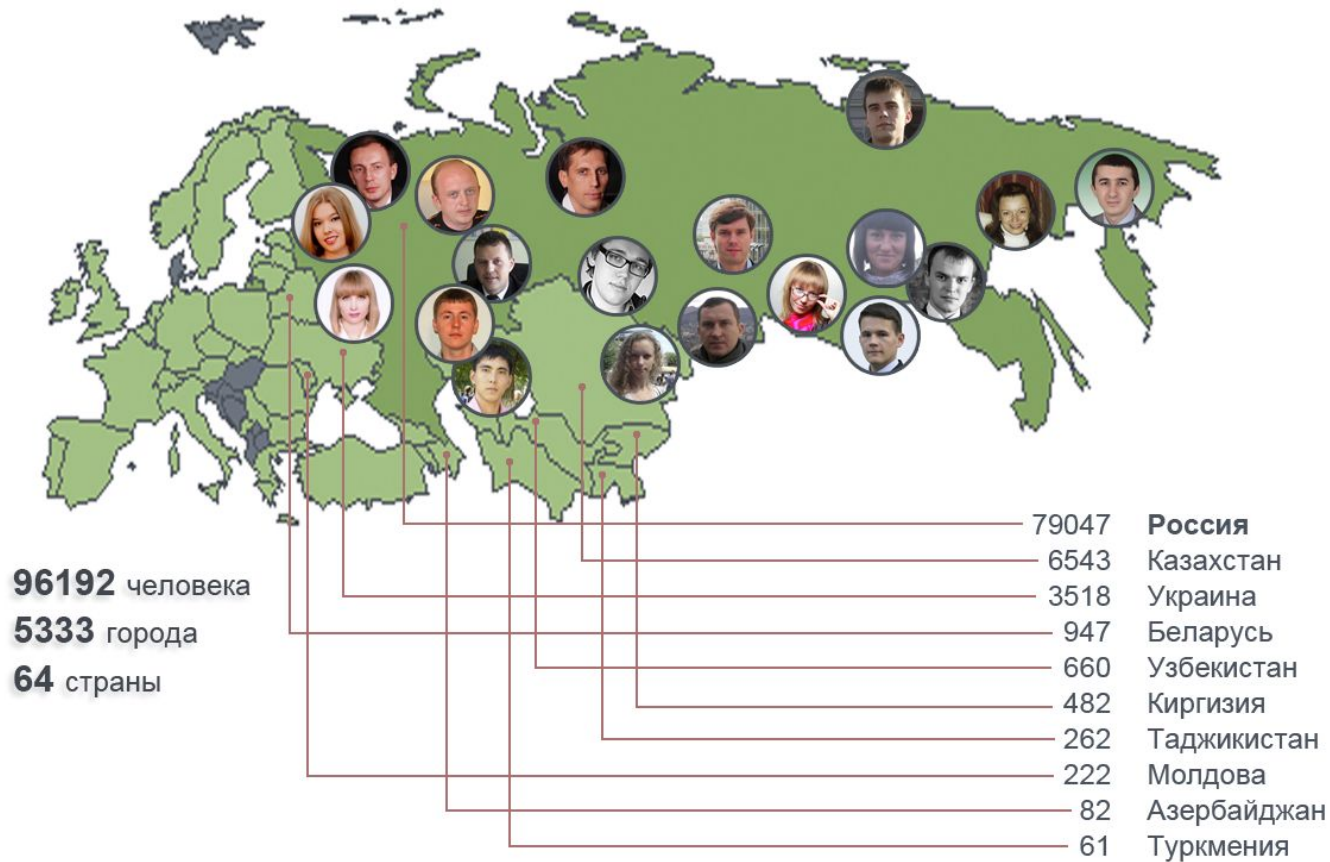 96192 человека
5333 города
64 страны
79047 Россия
6543 Казахстан
3518 Украина
947 Беларусь
660 Узбекистан
482 Киргизия
262 Таджикистан
222 Молдова
82 Азербайджан
61 Туркмения